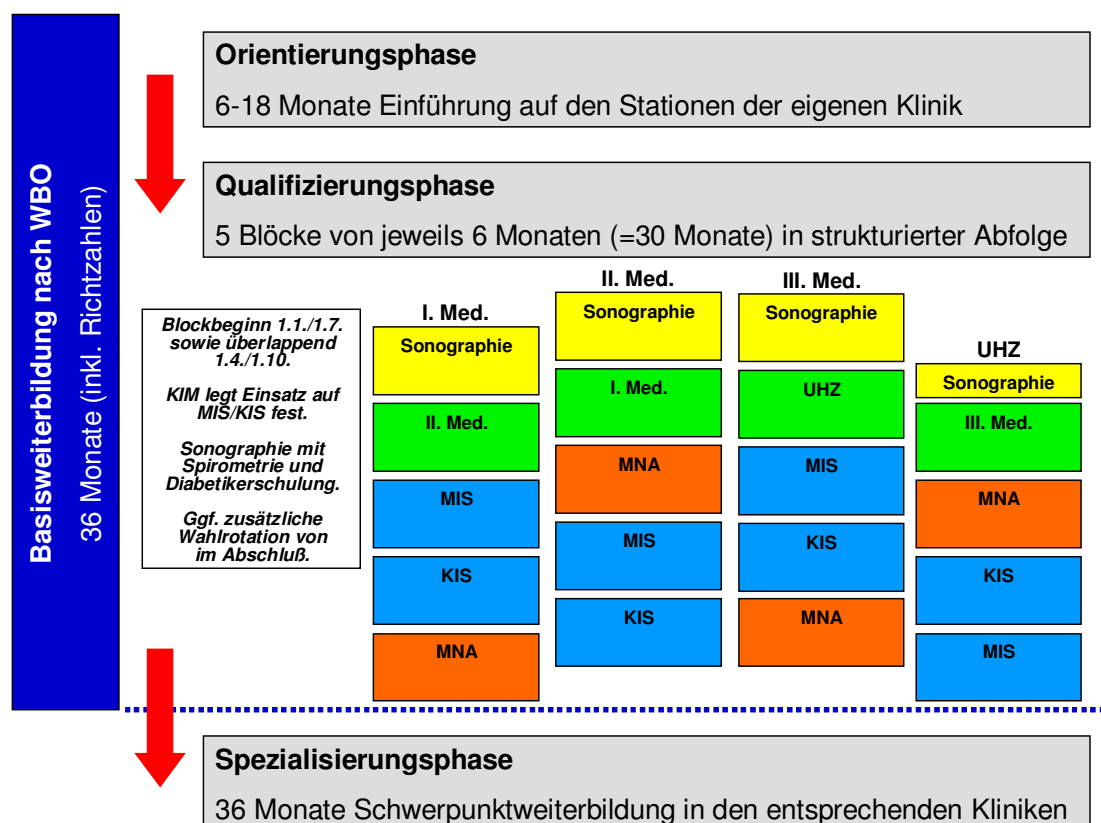 Basisweiterbildung nach WBO
36 Monate (inkl. Richtzahlen)
Orientierungsphase
6-18 Monate Einführung auf den Stationen der eigenen Klinik
Qualifizierungsphase
5 Blöcke von jeweils 6 Monaten (=30 Monate) in strukturierter Abfolge
Blockbeginn 1.1./1.7.
sowie überlappend
1.4./1.10.
KIM legt Einsatz auf
MIS/KIS fest.
Sonographie mit
Spirometrie und
Diabetikerschulung.
Ggf. zusätzliche
Wahlrotation von
im Abschluß.
I. Med.
Sonographie
II. Med.
MIS
KIS
MNA
II. Med.
Sonographie
I. Med.
MNA
MIS
KIS
III. Med.
Sonographie
UHZ
MIS
KIS
MNA
UHZ
Sonographie
III. Med.
MNA
KIS
MIS
Spezialisierungsphase
36 Monate Schwerpunktweiterbildung in den entsprechenden Kliniken